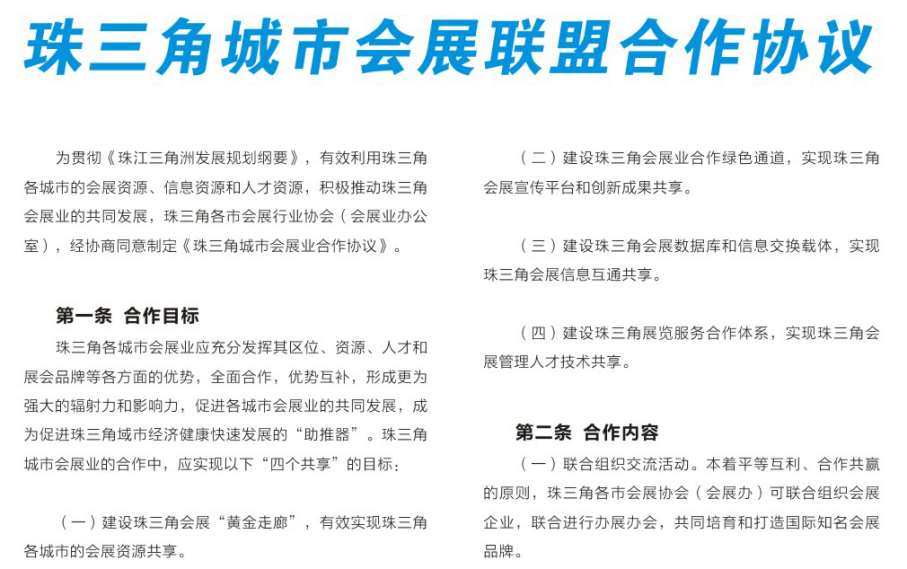 珠三角城市会展联盟合作协议
为贯彻《珠江三角洲发展规划纲要》，有效利用珠三角
各城市的会展资源、信息资源和人才资源，积极推动珠三角
会展业的共同发展，珠三角各市会展行业协会（会展业办公
室），经协商同意制定《珠三角城市会展业合作协议》。
第一条 合作目标
珠三角各城市会展业应充分发挥其区位、资源、人才和
展会品牌等各方面的优势，全面合作，优势互补，形成更为
强大的辐射力和影响力，促进各城市会展业的共同发展，成
为促进珠三角域市经济健康快速发展的“助推器”。珠三角
城市会展业的合作中，应实现以下“四个共享”的目标：
（一）建设珠三角会展“黄金走廊”，有效实现珠三角
各城市的会展资源共享。
（二）建设珠三角会展业合作绿色通道，实现珠三角
会展宣传平台和创新成果共享。
（三）建设珠三角会展数据库和信息交换载体，实现
珠三角会展信息互通共享。
（四）建设珠三角展览服务合作体系，实现珠三角会
展管理人才技术共享。
第二条 合作内容
（一）联合组织交流活动。本着平等互利、合作共赢
的原则，珠三角各市会展协会（会展办）可联合组织会展
企业，联合进行办展办会，共同培育和打造国际知名会展
品牌。